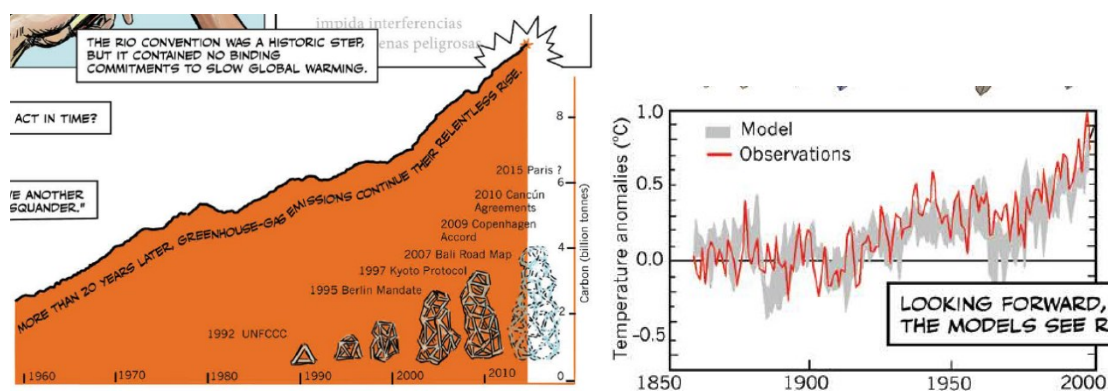 impida interferencias
enas peligrosas
THE RIO CONVENTION WAS A HISTORIC STEP,
BUT IT CONTAINED NO BINDING
COMMITMENTS TO SLOW GLOBAL WARMING.
ACT IN TIME?
VE ANOTHER
SQUANDER."
MORE THAN 20 YEARS LATER, GREENHOUSE-GAS EMISSIONS CONTINUE THEIR RELENTLESS RISE.
2015 Paris ?
2010 Cancún
Agreements
2009 Copenhagen
Accord
2007 Bali Road Map
1997 Kyoto Protocol
1995 Berlin Mandate
1992 UNFCCC
8
6
4
2
0
Carbon (billion tonnes)
1960 1970 1980 1990 2000 2010
Temperature anomalies (°C)
1.0
0.5
0.0
-0.5
Model
Observations
LOOKING FORWARD,
THE MODELS SEE R
1850 1900 1950 2000